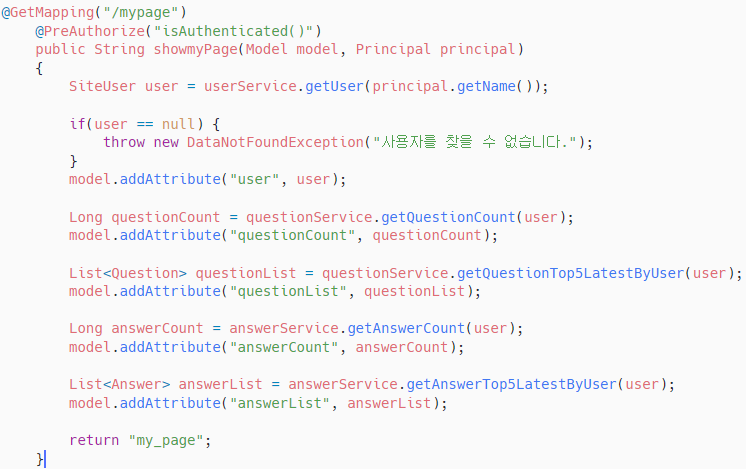 @GetMapping("/mypage")
    @PreAuthorize("isAuthenticated()")
    public String showmyPage(Model model, Principal principal)
    {
        SiteUser user = userService.getUser(principal.getName());

        if(user == null) {
            throw new DataNotFoundException("사용자를 찾을 수 없습니다.");
        }
        model.addAttribute("user", user);

        Long questionCount = questionService.getQuestionCount(user);
        model.addAttribute("questionCount", questionCount);

        List<Question> questionList = questionService.getQuestionTop5LatestByUser(user);
        model.addAttribute("questionList", questionList);

        Long answerCount = answerService.getAnswerCount(user);
        model.addAttribute("answerCount", answerCount);

        List<Answer> answerList = answerService.getAnswerTop5LatestByUser(user);
        model.addAttribute("answerList", answerList);

        return "my_page";
    }